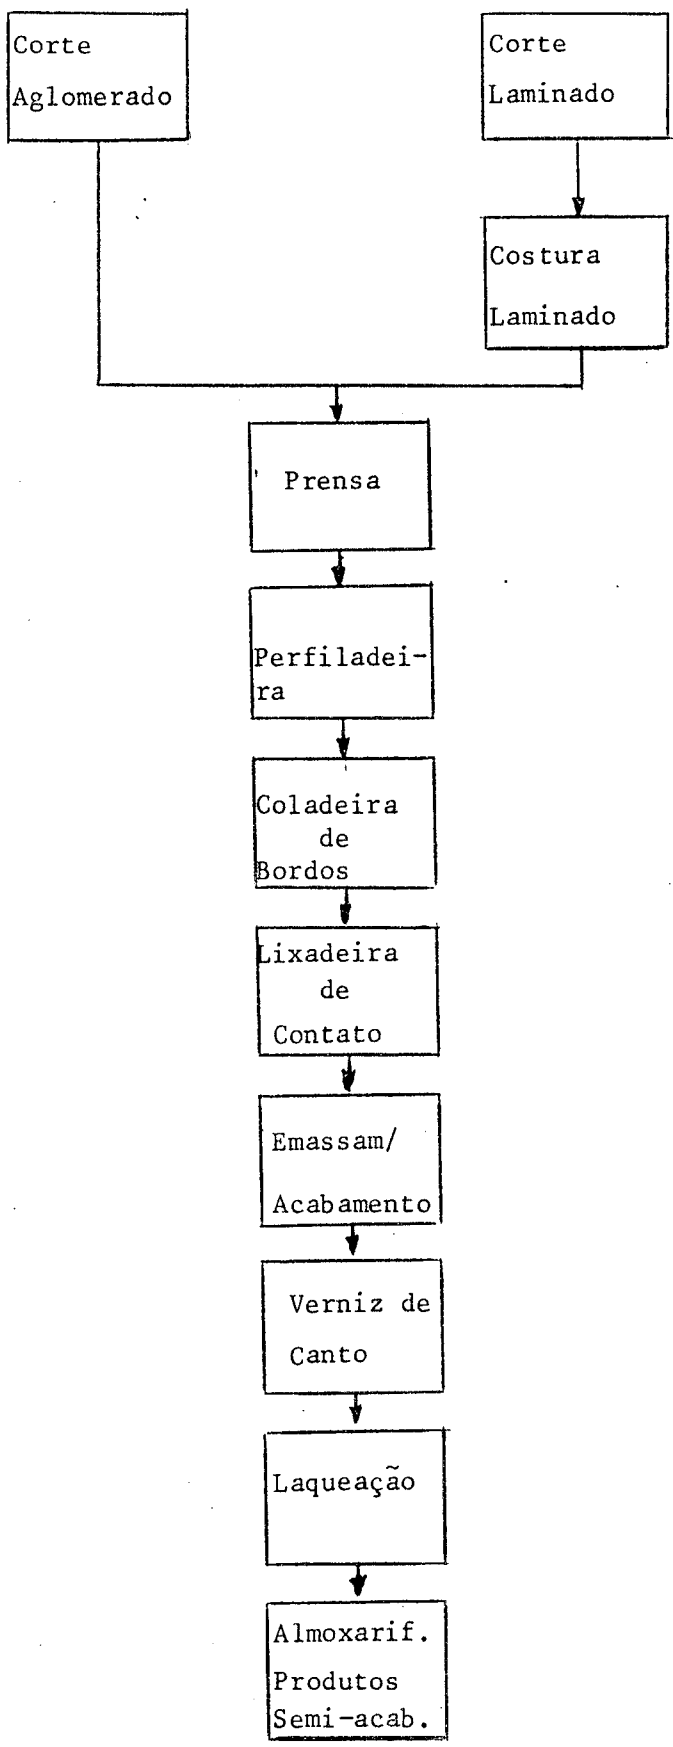 Corte
Aglomerado
Corte
Laminado
Costura
Laminado
Prensa
Perfiladei-
ra
Coladeira
de
Bordos
Lixadeira
de
Contato
Emassam/
Acabamento
Verniz de
Canto
Laqueação
Almoxarif.
Produtos
Semi-acab.